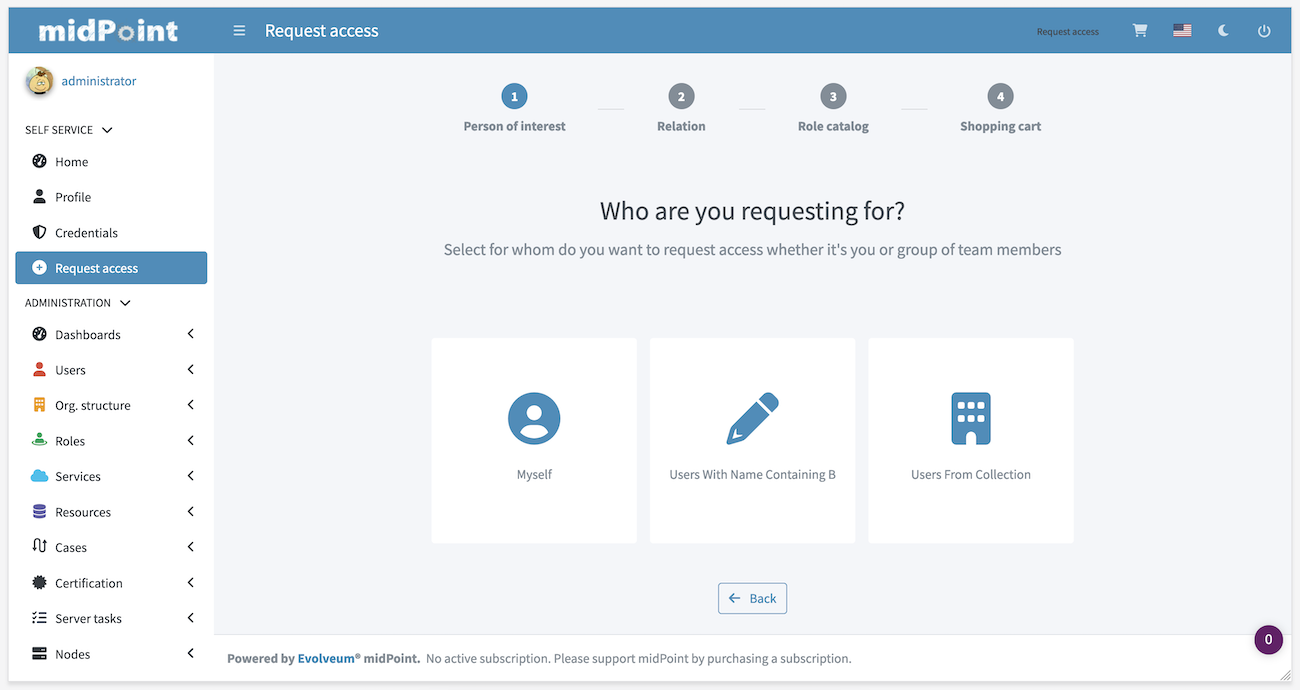 midPoint
Request access
Request access
administrator
SELF SERVICE
Home
Profile
Credentials
Request access
ADMINISTRATION
Dashboards
Users
Org. structure
Roles
Services
Resources
Cases
Certification
Server tasks
Nodes
1
Person of interest
2
Relation
3
Role catalog
4
Shopping cart
Who are you requesting for?
Select for whom do you want to request access whether it's you or group of team members
Myself
Users With Name Containing B
Users From Collection
Back
0
Powered by Evolveum® midPoint. No active subscription. Please support midPoint by purchasing a subscription.